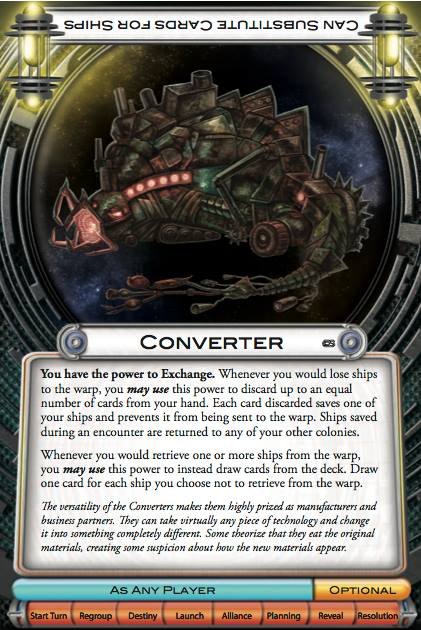 Can Substitute Cards for Ships
Converter
You have the power to Exchange. Whenever you would lose ships
to the warp, you may use this power to discard up to an equal
number of cards from your hand. Each card discarded saves one of
your ships and prevents it from being sent to the warp. Ships saved
during an encounter are returned to any of your other colonies.
Whenever you would retrieve one or more ships from the warp,
you may use this power to instead draw cards from the deck. Draw
one card for each ship you choose not to retrieve from the warp.
The versatility of the Converters makes them highly prized as manufacturers and
business partners. They can take virtually any piece of technology and change
it into something completely different. Some theorize that they eat the original
materials, creating some suspicion about how the new materials appear.
As Any Player
Optional
Start Turn Regroup Destiny Launch Alliance Planning Reveal Resolution